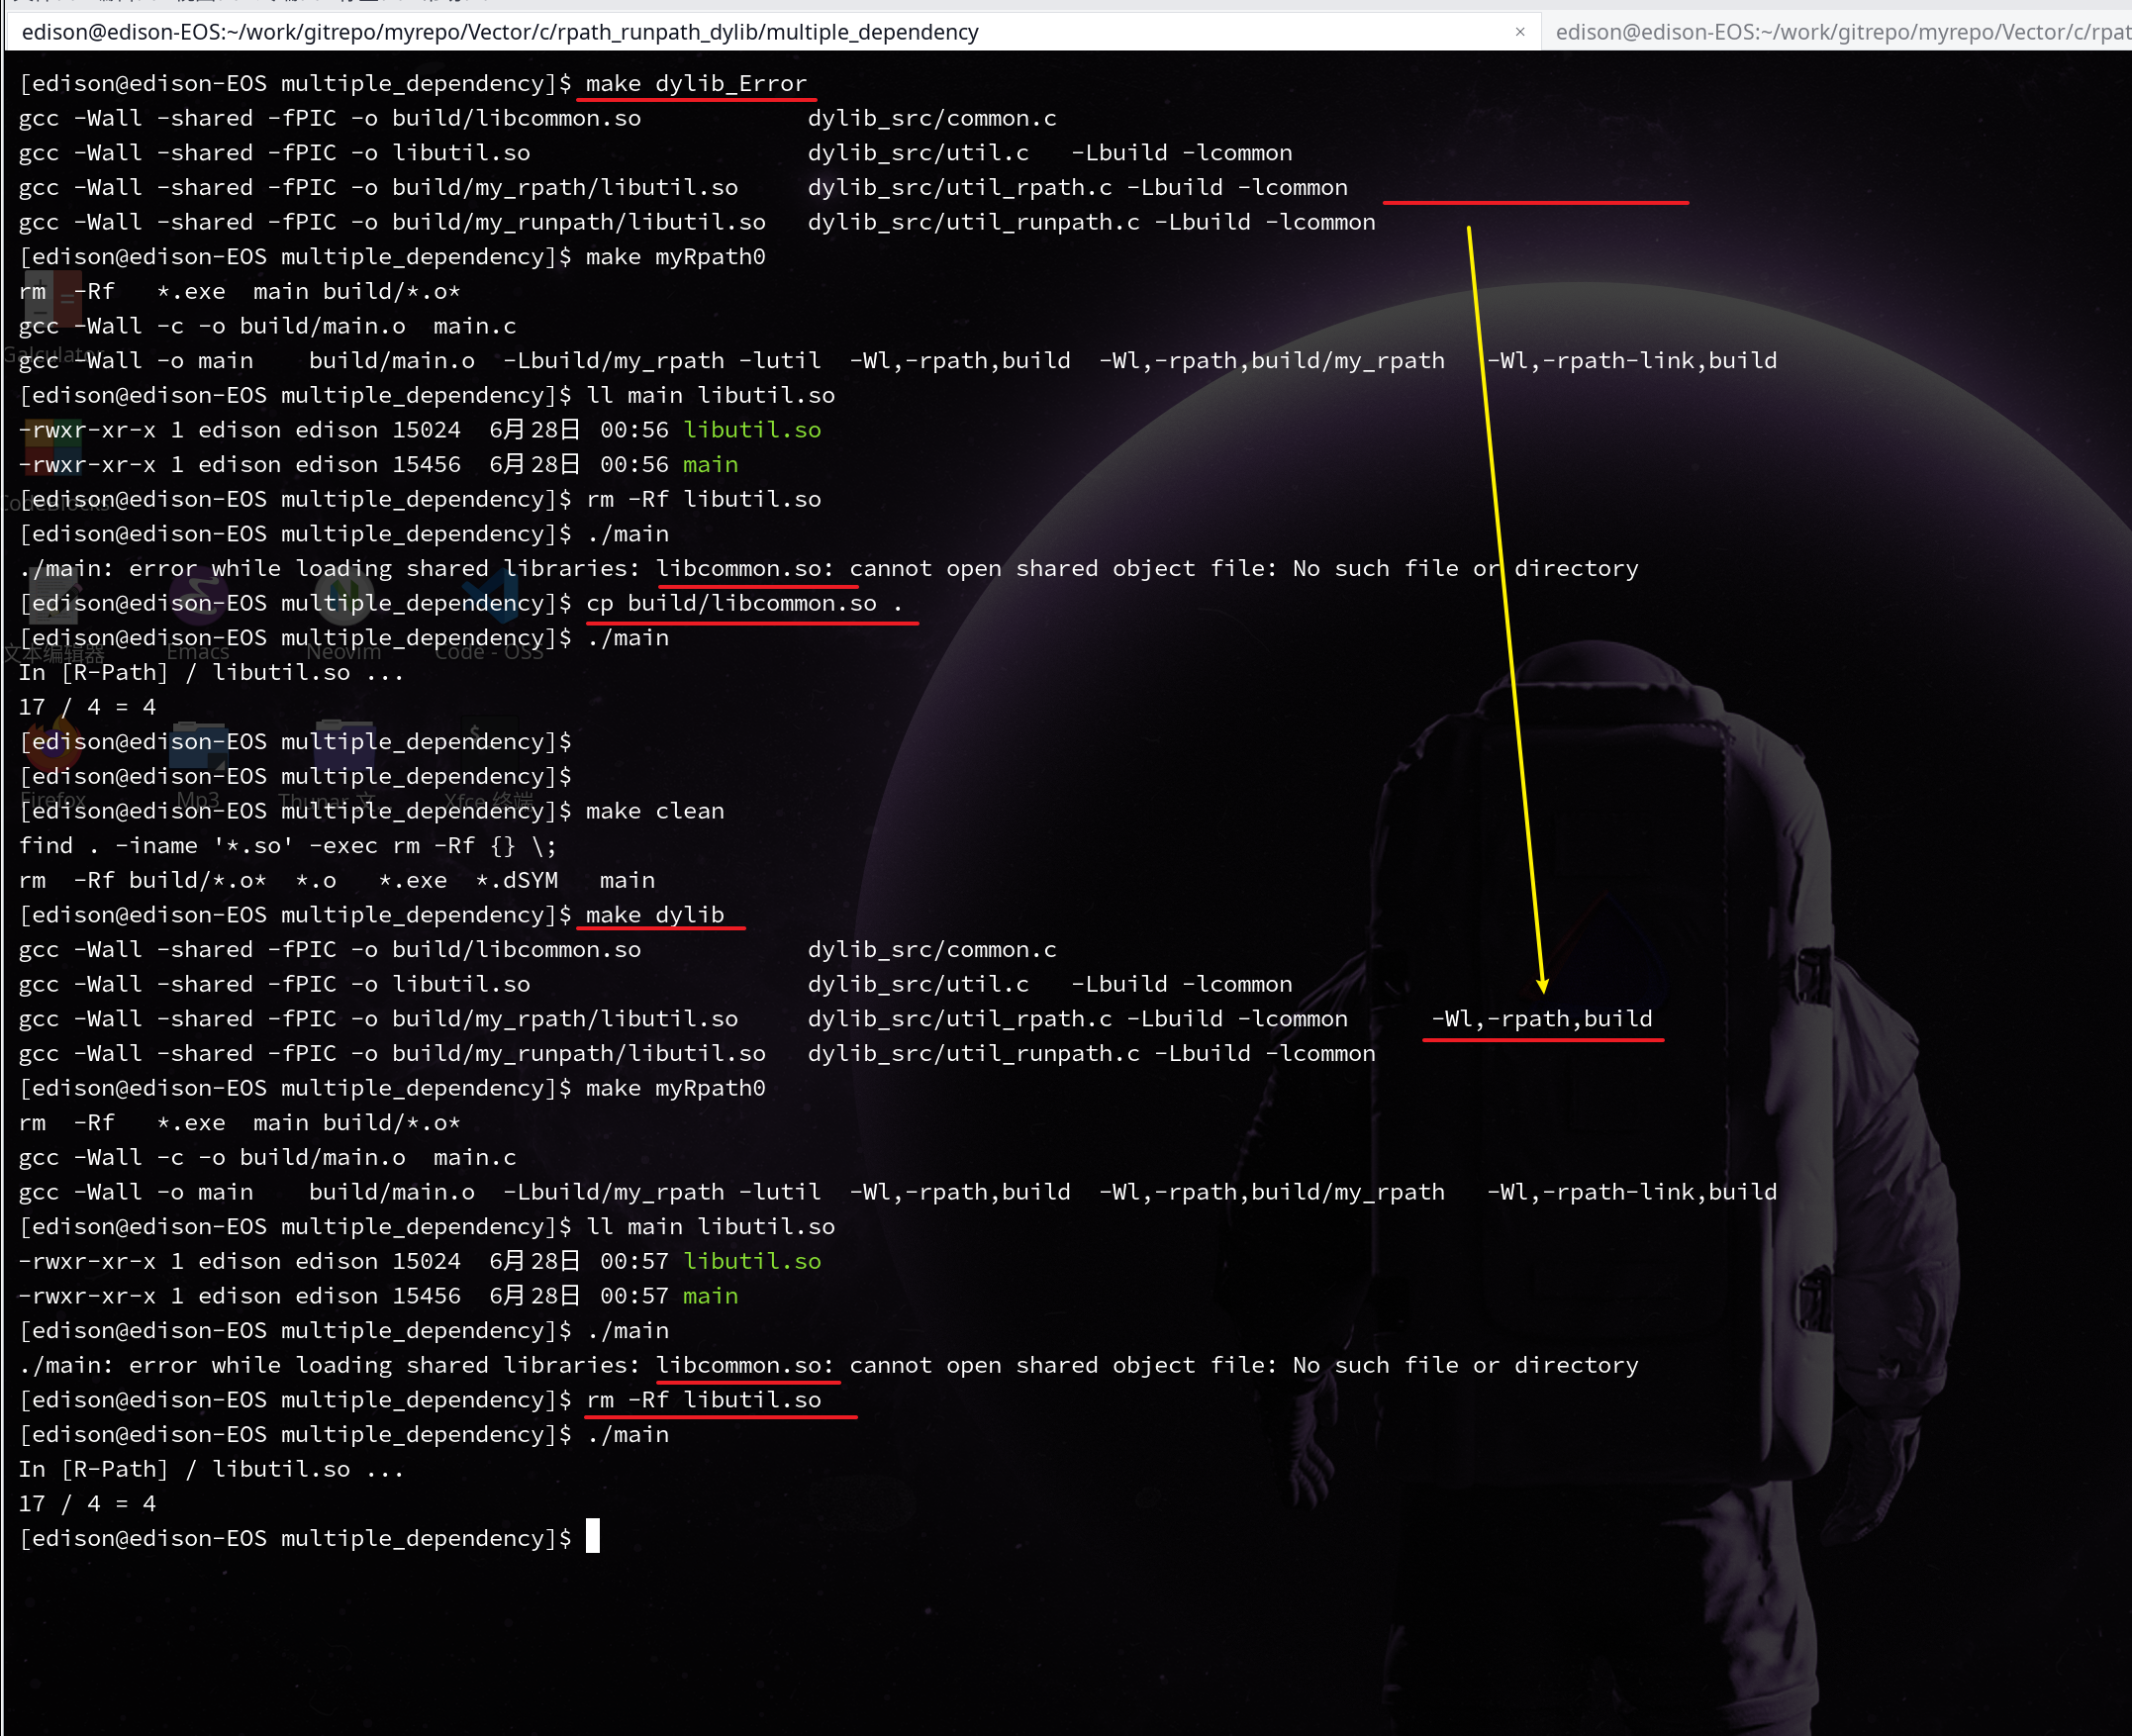 edison@edison-EOS:~/work/gitrepo/myrepo/Vector/c/rpath_runpath_dylib/multiple_dependency × edison@edison-EOS:~/work/gitrepo/myrepo/Vector/c/rpat
[edison@edison-EOS multiple_dependency]$ make dylib_Error
gcc -Wall -shared -fPIC -o build/libcommon.so            dylib_src/common.c
gcc -Wall -shared -fPIC -o libutil.so                    dylib_src/util.c   -Lbuild -lcommon
gcc -Wall -shared -fPIC -o build/my_rpath/libutil.so     dylib_src/util_rpath.c -Lbuild -lcommon
gcc -Wall -shared -fPIC -o build/my_runpath/libutil.so   dylib_src/util_runpath.c -Lbuild -lcommon
[edison@edison-EOS multiple_dependency]$ make myRpath0
rm  -Rf   *.exe  main build/*.o*
gcc -Wall -c -o build/main.o  main.c
gcc -Wall -o main    build/main.o  -Lbuild/my_rpath -lutil  -Wl,-rpath,build  -Wl,-rpath,build/my_rpath   -Wl,-rpath-link,build
Galculator
[edison@edison-EOS multiple_dependency]$ ll main libutil.so
-rwxr-xr-x 1 edison edison 15024  6月 28日 00:56 libutil.so
-rwxr-xr-x 1 edison edison 15456  6月 28日 00:56 main
[edison@edison-EOS multiple_dependency]$ rm -Rf libutil.so
CodeBlocks
[edison@edison-EOS multiple_dependency]$ ./main
./main: error while loading shared libraries: libcommon.so: cannot open shared object file: No such file or directory
[edison@edison-EOS multiple_dependency]$ cp build/libcommon.so .
[edison@edison-EOS multiple_dependency]$ ./main
文本编辑器 Emacs Neovim Code - OSS
In [R-Path] / libutil.so ...
17 / 4 = 4
[edison@edison-EOS multiple_dependency]$
[edison@edison-EOS multiple_dependency]$
Firefox Mp3 Thunar 文 Xfce 终端
[edison@edison-EOS multiple_dependency]$ make clean
find . -iname '*.so' -exec rm -Rf {} \;
rm  -Rf build/*.o*  *.o   *.exe  *.dSYM   main
[edison@edison-EOS multiple_dependency]$ make dylib
gcc -Wall -shared -fPIC -o build/libcommon.so            dylib_src/common.c
gcc -Wall -shared -fPIC -o libutil.so                    dylib_src/util.c   -Lbuild -lcommon
gcc -Wall -shared -fPIC -o build/my_rpath/libutil.so     dylib_src/util_rpath.c -Lbuild -lcommon      -Wl,-rpath,build
gcc -Wall -shared -fPIC -o build/my_runpath/libutil.so   dylib_src/util_runpath.c -Lbuild -lcommon
[edison@edison-EOS multiple_dependency]$ make myRpath0
rm  -Rf   *.exe  main build/*.o*
gcc -Wall -c -o build/main.o  main.c
gcc -Wall -o main    build/main.o  -Lbuild/my_rpath -lutil  -Wl,-rpath,build  -Wl,-rpath,build/my_rpath   -Wl,-rpath-link,build
[edison@edison-EOS multiple_dependency]$ ll main libutil.so
-rwxr-xr-x 1 edison edison 15024  6月 28日 00:57 libutil.so
-rwxr-xr-x 1 edison edison 15456  6月 28日 00:57 main
[edison@edison-EOS multiple_dependency]$ ./main
./main: error while loading shared libraries: libcommon.so: cannot open shared object file: No such file or directory
[edison@edison-EOS multiple_dependency]$ rm -Rf libutil.so
[edison@edison-EOS multiple_dependency]$ ./main
In [R-Path] / libutil.so ...
17 / 4 = 4
[edison@edison-EOS multiple_dependency]$